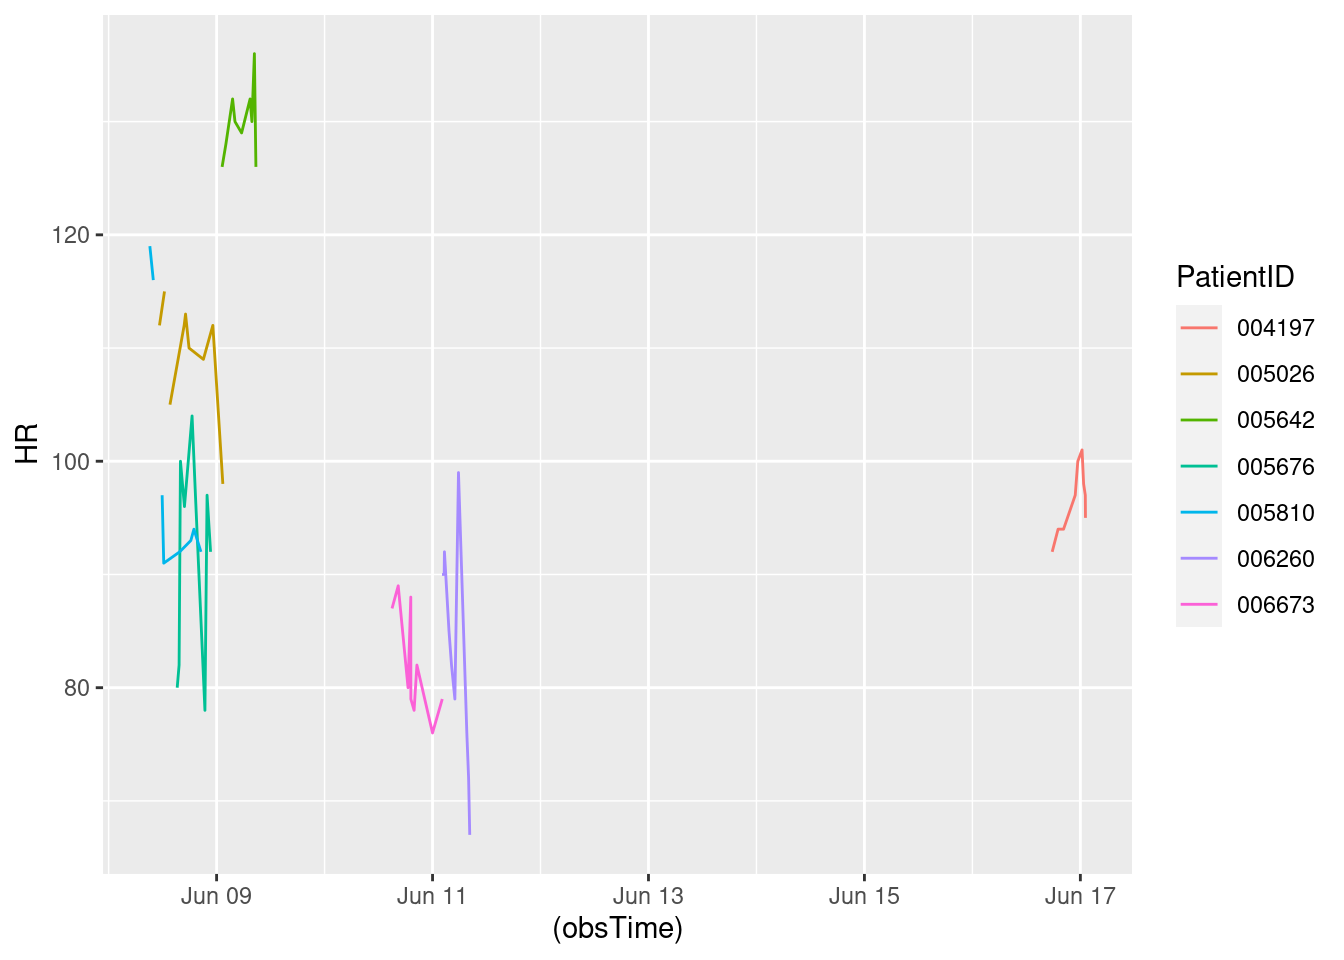 120
100
80
HR
Jun 09
Jun 11
Jun 13
Jun 15
Jun 17
(obsTime)
PatientID
004197
005026
005642
005676
005810
006260
006673